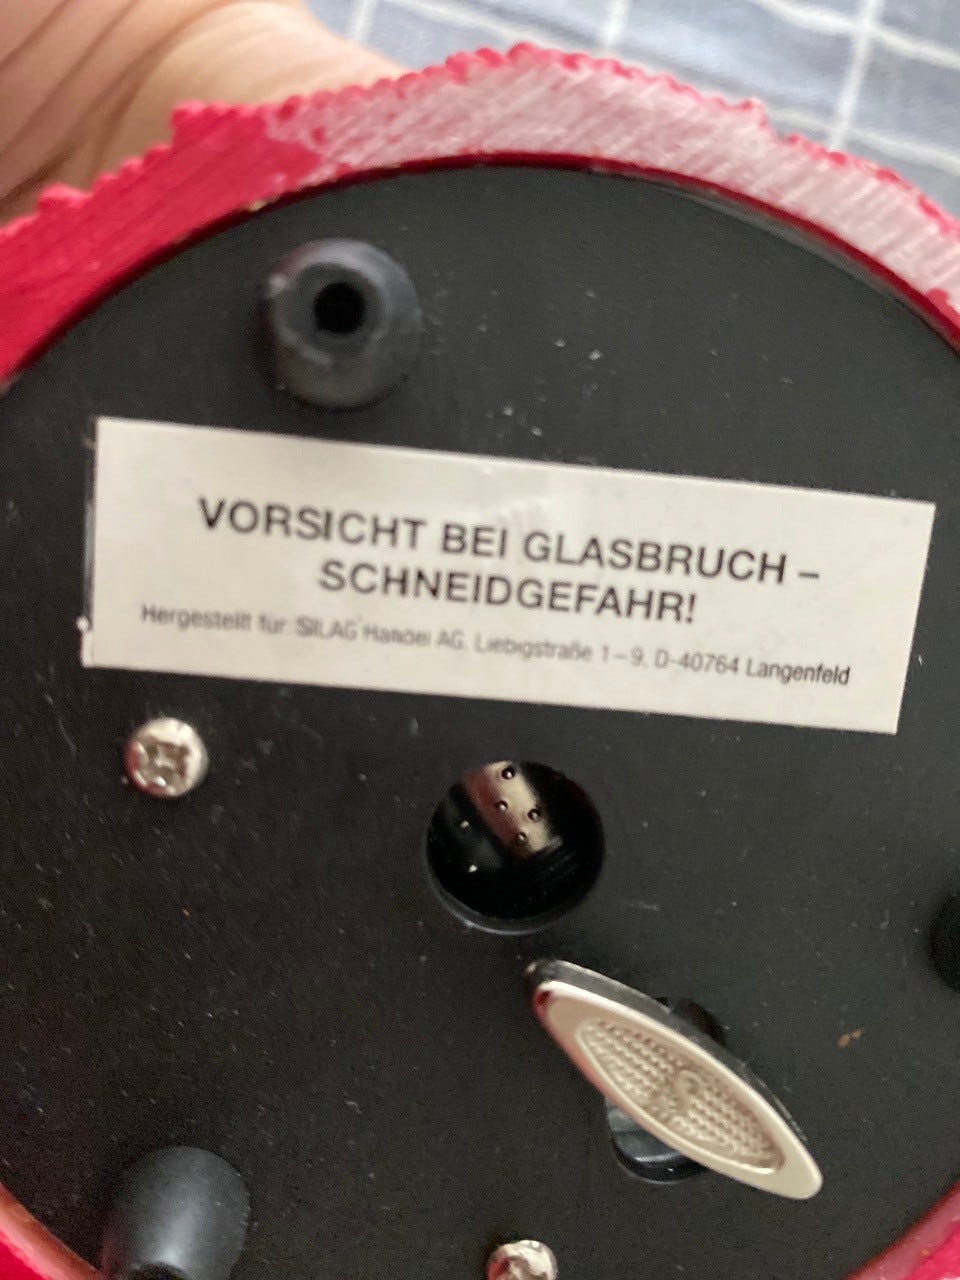 VORSICHT BEI GLASBRUCH –
SCHNEIDGEFAHR!
Hergestellt für: SILAG Handel AG, Liebigstraße 1–9, D-40764 Langenfeld